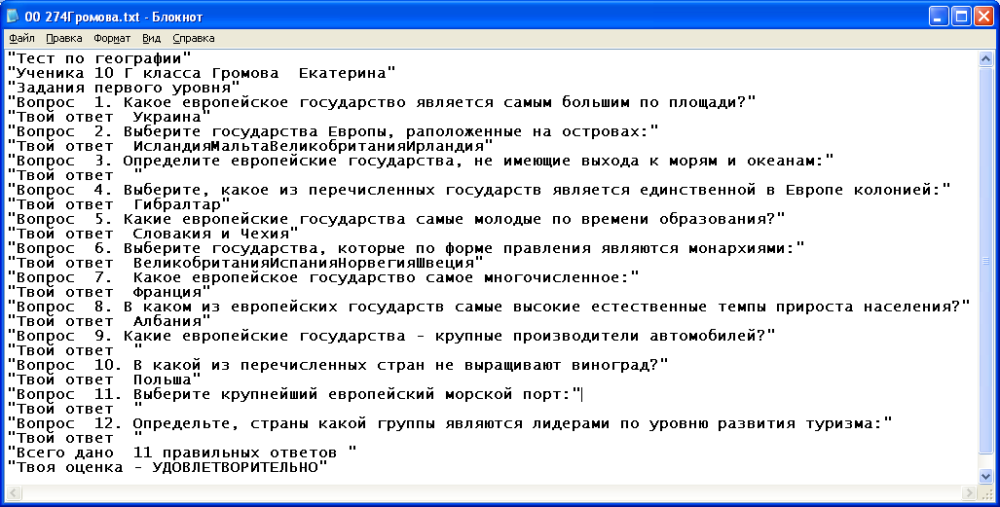 00 274Громова.txt - Блокнот
Файл Правка Формат Вид Справка
"Тест по географии"
"Ученика 10 Г класса Громова  Екатерина"
"Задания первого уровня"
"Вопрос  1. Какое европейское государство является самым большим по площади?"
"Твой ответ  Украина"
"Вопрос  2. Выберите государства Европы, раположенные на островах:"
"Твой ответ  ИсландияМальтаВеликобританияИрландия"
"Вопрос  3. Определите европейские государства, не имеющие выхода к морям и океанам:"
"Твой ответ  "
"Вопрос  4. Выберите, какое из перечисленных государств является единственной в Европе колонией:"
"Твой ответ  Гибралтар"
"Вопрос  5. Какие европейские государства самые молодые по времени образования?"
"Твой ответ  Словакия и Чехия"
"Вопрос  6. Выберите государства, которые по форме правления являются монархиями:"
"Твой ответ  ВеликобританияИспанияНорвегияШвеция"
"Вопрос  7.  Какое европейское государство самое многочисленное:"
"Твой ответ  Франция"
"Вопрос  8. В каком из европейских государств самые высокие естественные темпы прироста населения?"
"Твой ответ  Албания"
"Вопрос  9. Какие европейские государства - крупные производители автомобилей?"
"Твой ответ  "
"Вопрос  10. В какой из перечисленных стран не выращивают виноград?"
"Твой ответ  Польша"
"Вопрос  11. Выберите крупнейший европейский морской порт:"
"Твой ответ  "
"Вопрос  12. Определьте, страны какой группы являются лидерами по уровню развития туризма:"
"Твой ответ  "
"Всего дано  11 правильных ответов "
"Твоя оценка - УДОВЛЕТВОРИТЕЛЬНО"